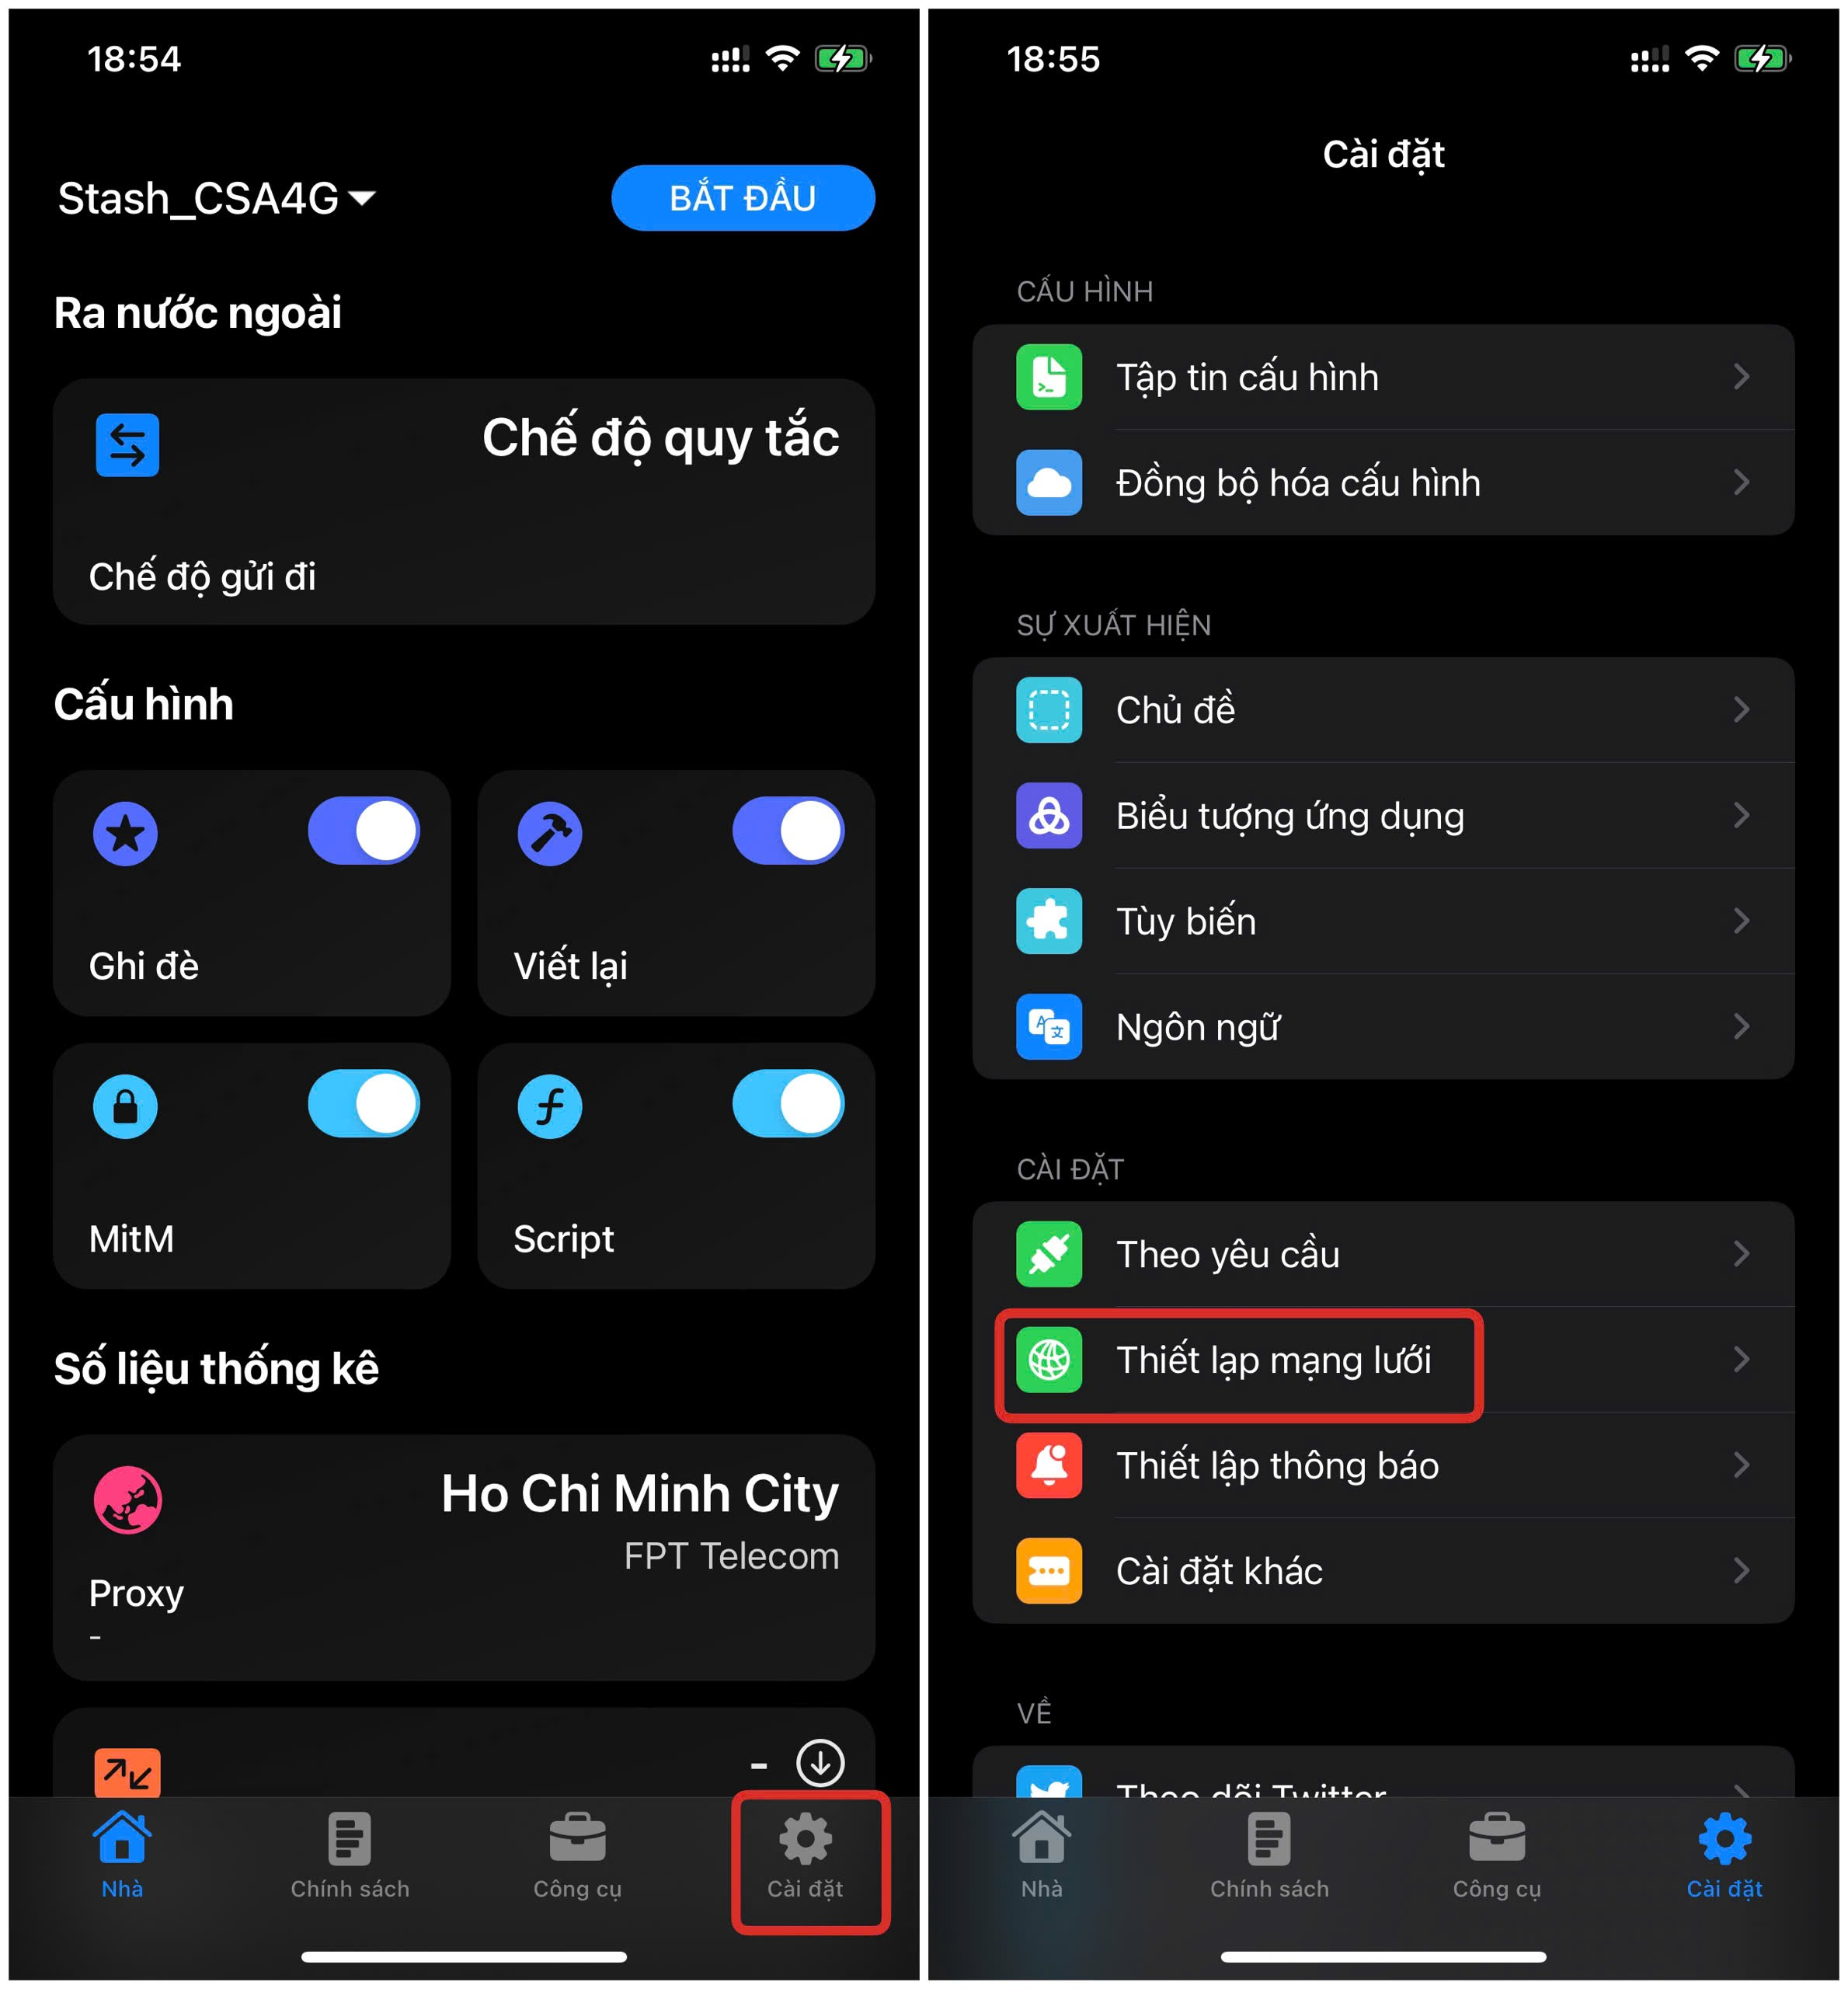 18:54
Stash_CSA4G
BẮT ĐẦU
Ra nước ngoài
Chế độ quy tắc
Chế độ gửi đi
Cấu hình
Ghi đè
Viết lại
MitM
Script
Số liệu thống kê
Ho Chi Minh City
FPT Telecom
Proxy
-
-
Nhà
Chính sách
Công cụ
Cài đặt
18:55
Cài đặt
CẤU HÌNH
Tập tin cấu hình
Đồng bộ hóa cấu hình
SỰ XUẤT HIỆN
Chủ đề
Biểu tượng ứng dụng
Tùy biến
Ngôn ngữ
CÀI ĐẶT
Theo yêu cầu
Thiết lạp mạng lưới
Thiết lập thông báo
Cài đặt khác
VỀ
Theo dõi Twitter
Nhà
Chính sách
Công cụ
Cài đặt